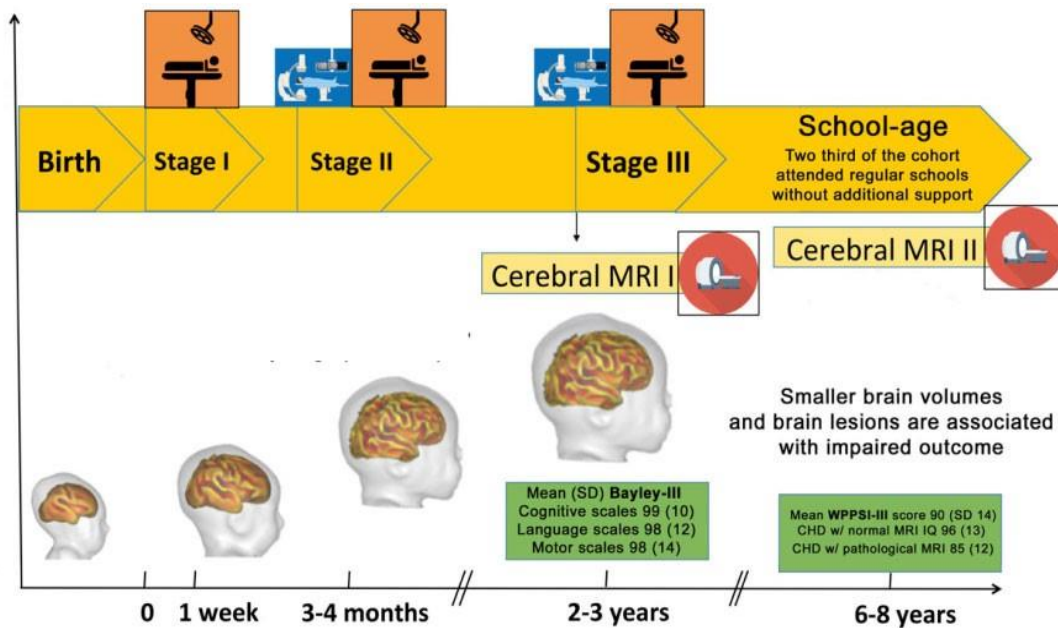 Birth
Stage I
Stage II
Stage III
School-age
Two third of the cohort
attended regular schools
without additional support
Cerebral MRI I
Cerebral MRI II
Smaller brain volumes
and brain lesions are associated
with impaired outcome
Mean (SD) Bayley-III
Cognitive scales 99 (10)
Language scales 98 (12)
Motor scales 98 (14)
Mean WPPSI-III score 90 (SD 14)
CHD w/ normal MRI IQ 96 (13)
CHD w/ pathological MRI 85 (12)
0
1 week
3-4 months
2-3 years
6-8 years